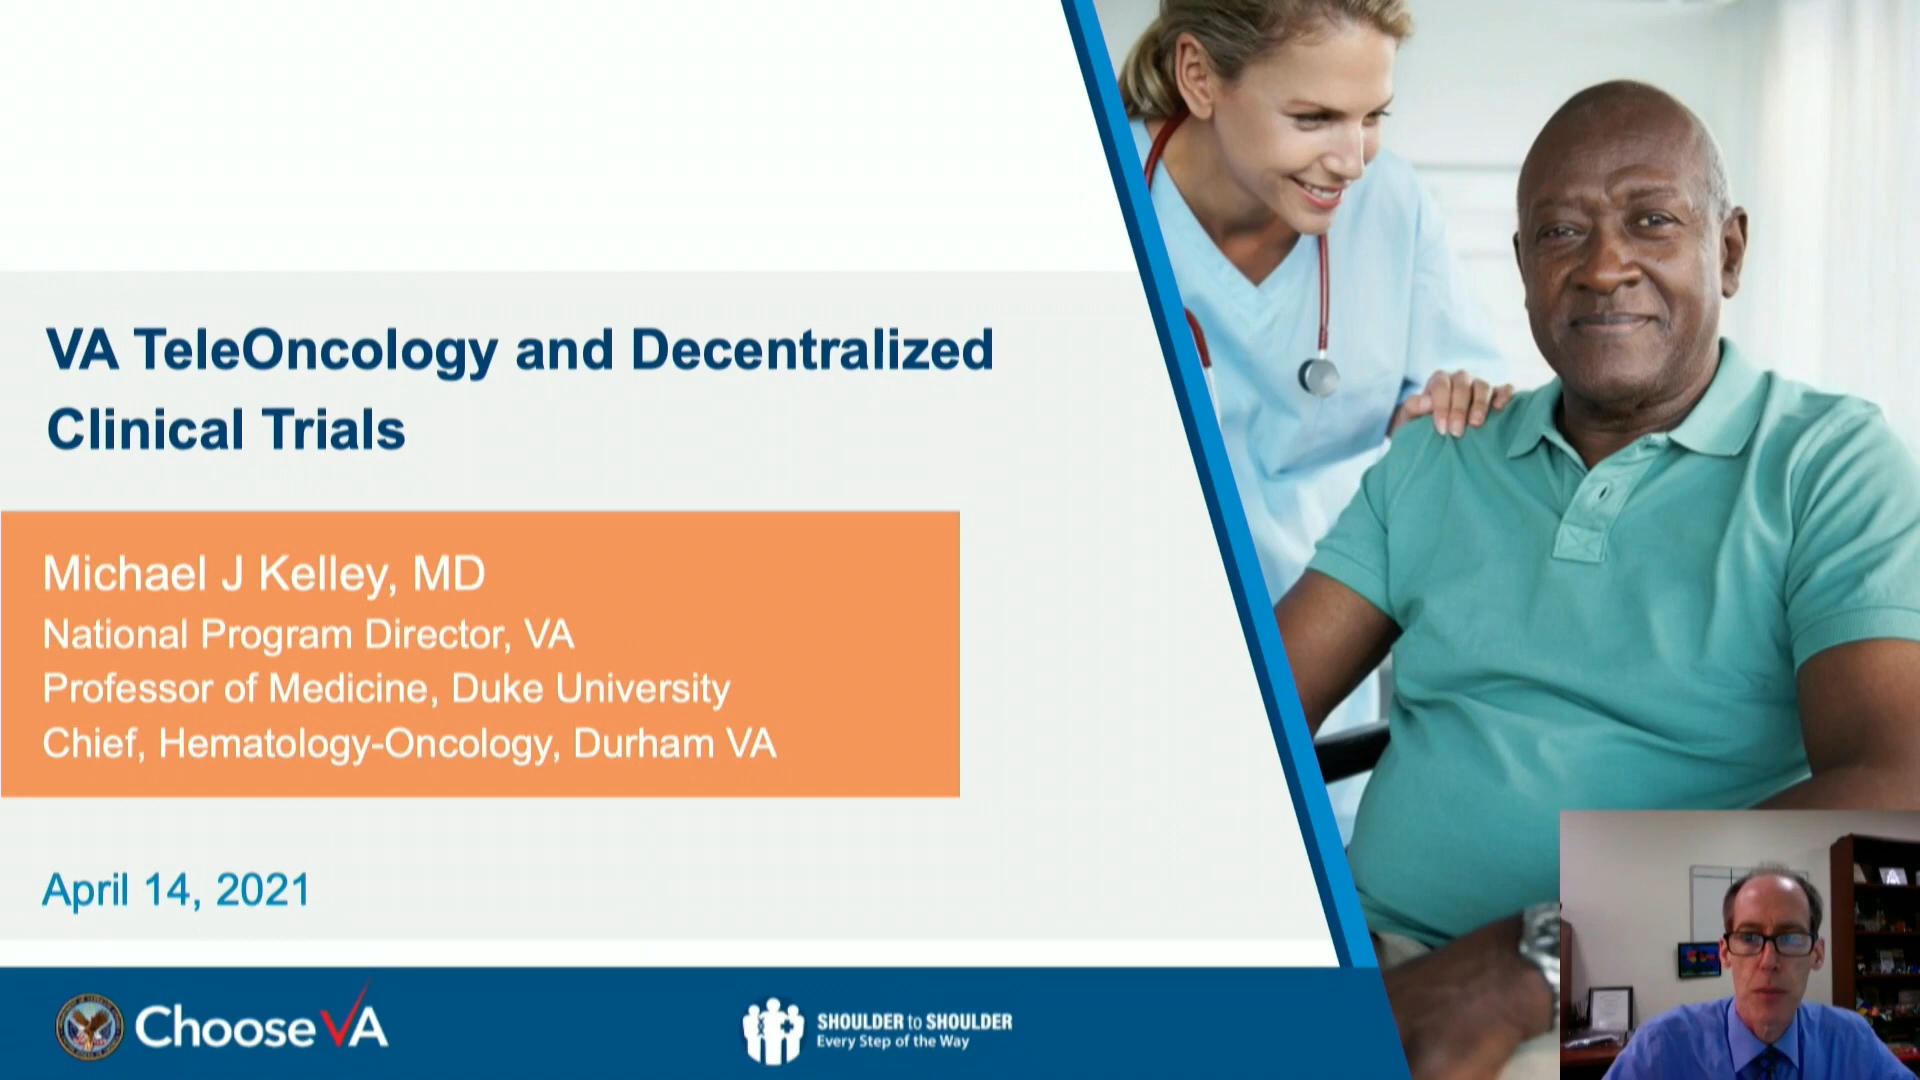 VA TeleOncology and Decentralized
Clinical Trials
Michael J Kelley, MD
National Program Director, VA
Professor of Medicine, Duke University
Chief, Hematology-Oncology, Durham VA
April 14, 2021
Choose VA
SHOULDER to SHOULDER
Every Step of the Way